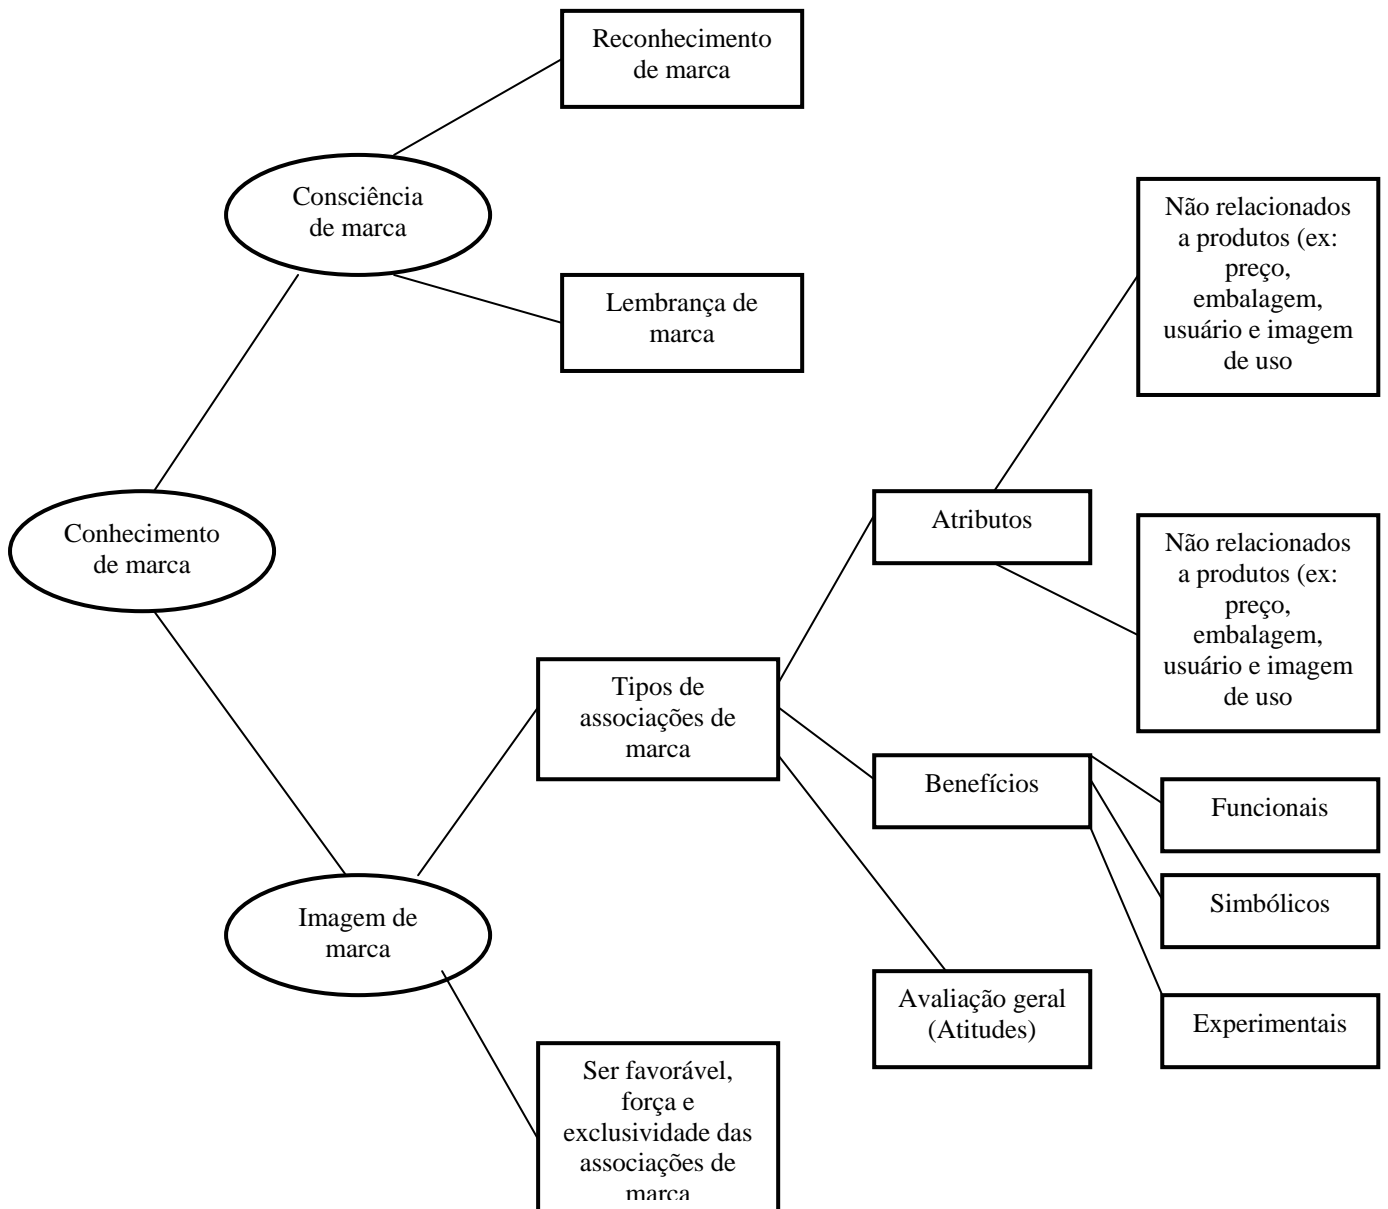 Reconhecimento
de marca
Consciência
de marca
Lembrança de
marca
Não relacionados
a produtos (ex:
preço,
embalagem,
usuário e imagem
de uso
Conhecimento
de marca
Atributos
Não relacionados
a produtos (ex:
preço,
embalagem,
usuário e imagem
de uso
Tipos de
associações de
marca
Benefícios
Funcionais
Simbólicos
Imagem de
marca
Avaliação geral
(Atitudes)
Experimentais
Ser favorável,
força e
exclusividade das
associações de
marca